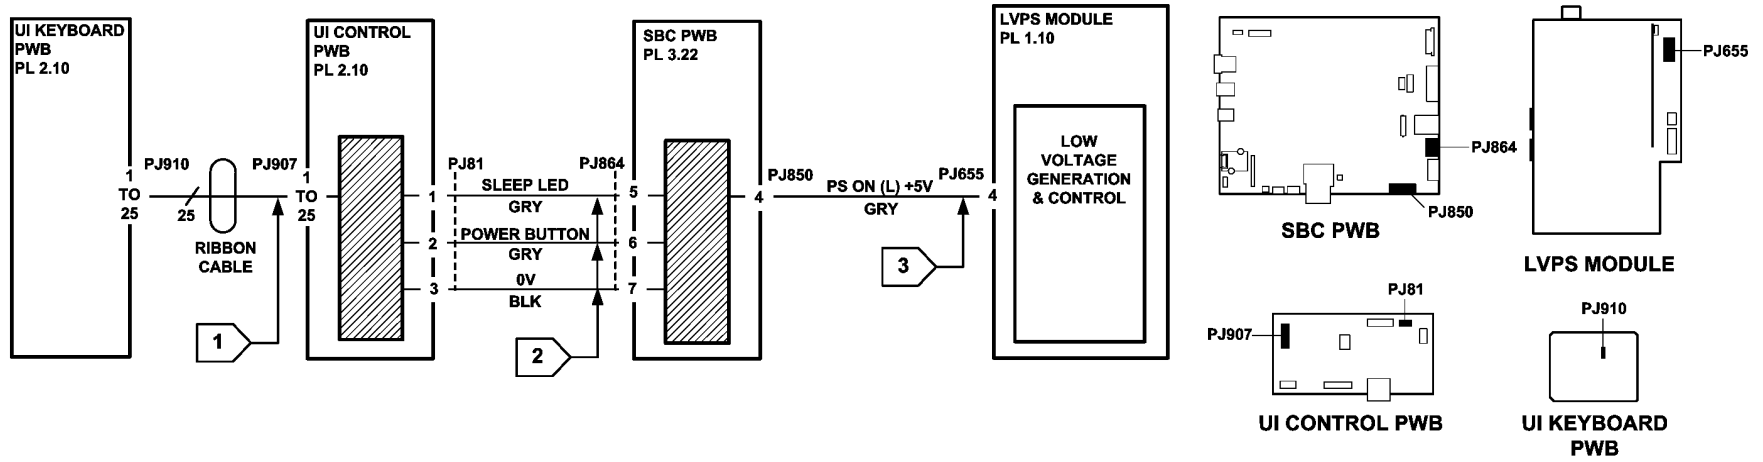 UI KEYBOARD
PWB
PL 2.10
PJ910
1
TO
25
25
RIBBON
CABLE
1
UI CONTROL
PWB
PL 2.10
PJ907
1
TO
25
PJ81
1
2
3
SLEEP LED
GRY
POWER BUTTON
GRY
0V
BLK
2
SBC PWB
PL 3.22
PJ864
5
6
7
4
PJ850
PS ON (L) +5V
GRY
PJ655
3
LVPS MODULE
PL 1.10
4
LOW
VOLTAGE
GENERATION
& CONTROL
PJ864
PJ850
SBC PWB
PJ655
LVPS MODULE
PJ81
PJ907
UI CONTROL PWB
PJ910
UI KEYBOARD
PWB